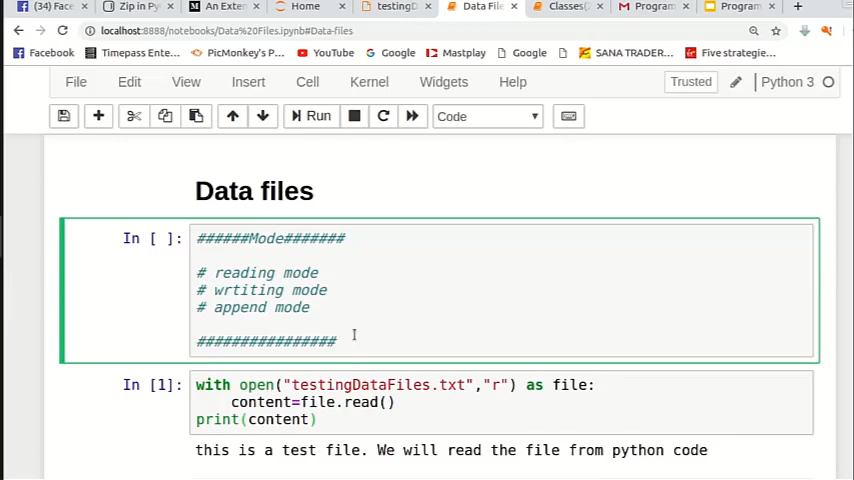 (34) Face
Zip in Py
An Exten
Home
testingD
Data File
Classes(2
Program
Program
localhost:8888/notebooks/Data%20Files.ipynb#Data-files
Facebook
Timepass Ente...
PicMonkey's P...
YouTube
Google
Mastplay
Google
SANA TRADER...
Five strategie...
File Edit View Insert Cell Kernel Widgets Help Trusted Python 3
Run Code
Data files
In [ ]: ######Mode#######
# reading mode
# wrtiting mode
# append mode
################
In [1]: with open("testingDataFiles.txt","r") as file:
content=file.read()
print(content)
this is a test file. We will read the file from python code